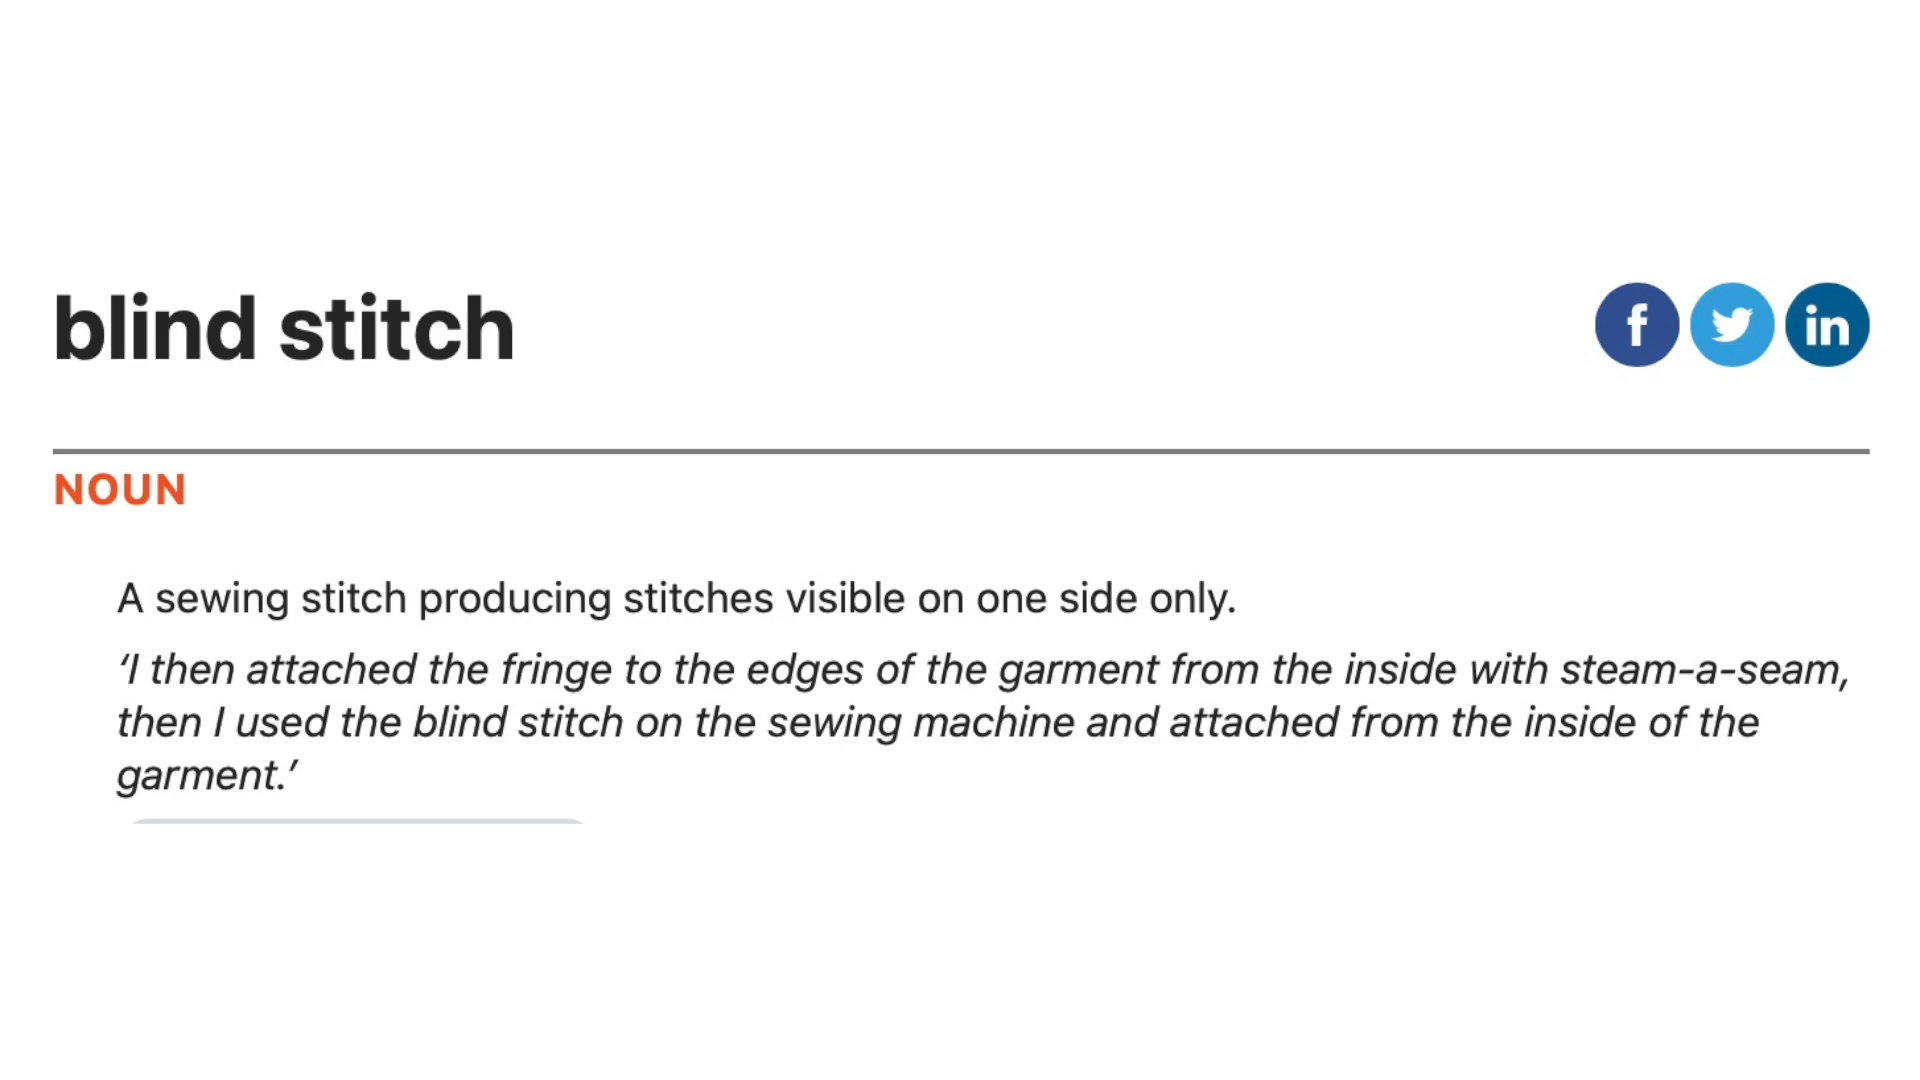 blind stitch
f in
NOUN
A sewing stitch producing stitches visible on one side only.
‘I then attached the fringe to the edges of the garment from the inside with steam-a-seam,
then I used the blind stitch on the sewing machine and attached from the inside of the
garment.’